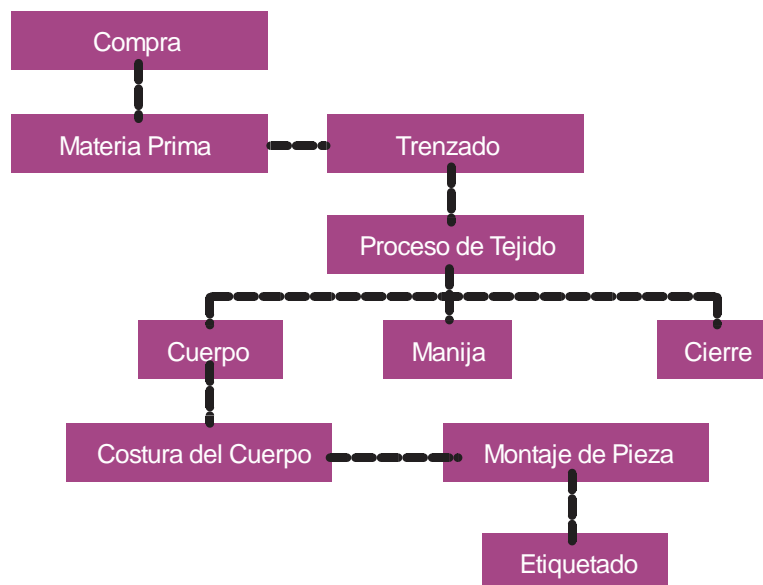 Compra
Materia Prima
Trenzado
Proceso de Tejido
Cuerpo
Manija
Cierre
Costura del Cuerpo
Montaje de Pieza
Etiquetado